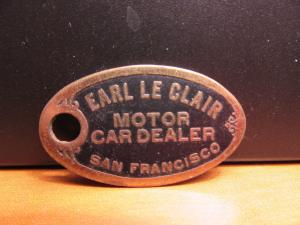 EARL LE CLAIR
MOTOR
CAR DEALER
SAN FRANCISCO